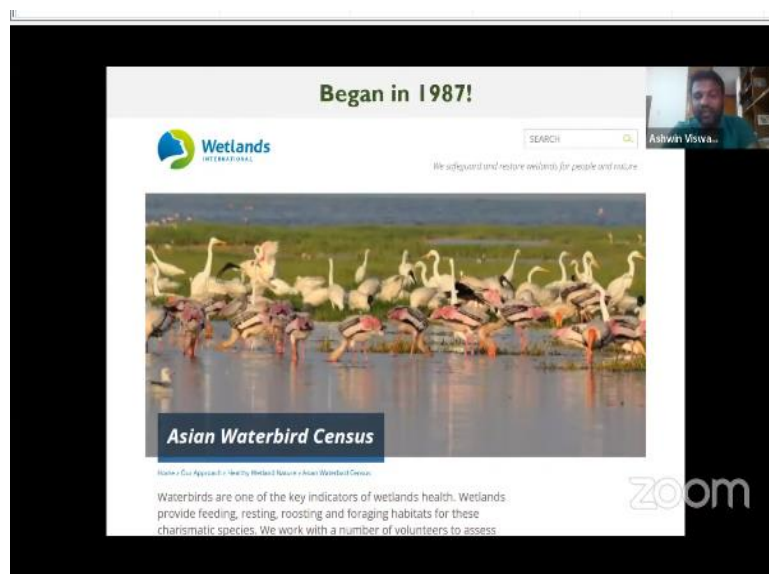 Began in 1987!
Wetlands
INTERNATIONAL
SEARCH
Ashwin Viswa...
We safeguard and restore wetlands for people and nature
Asian Waterbird Census
Home » Our Approach » Healthy Wetland Nature » Asian Waterbird Census
Waterbirds are one of the key indicators of wetlands health. Wetlands
provide feeding, resting, roosting and foraging habitats for these
charismatic species. We work with a number of volunteers to assess
zoom